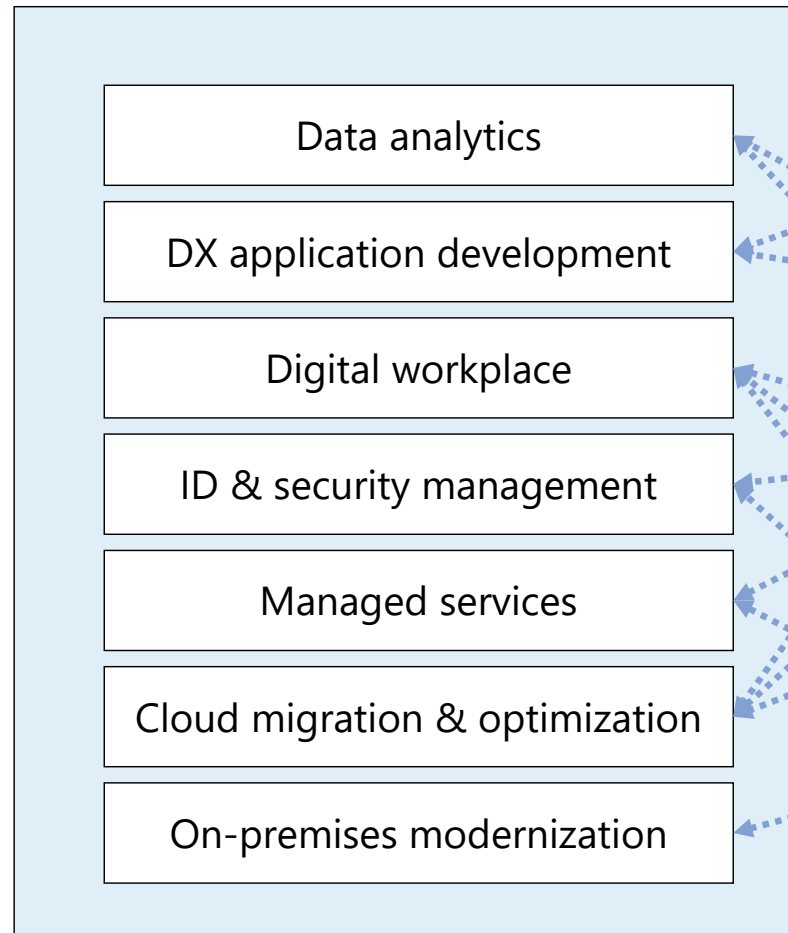 Data analytics
DX application development
Digital workplace
ID & security management
Managed services
Cloud migration & optimization
On-premises modernization